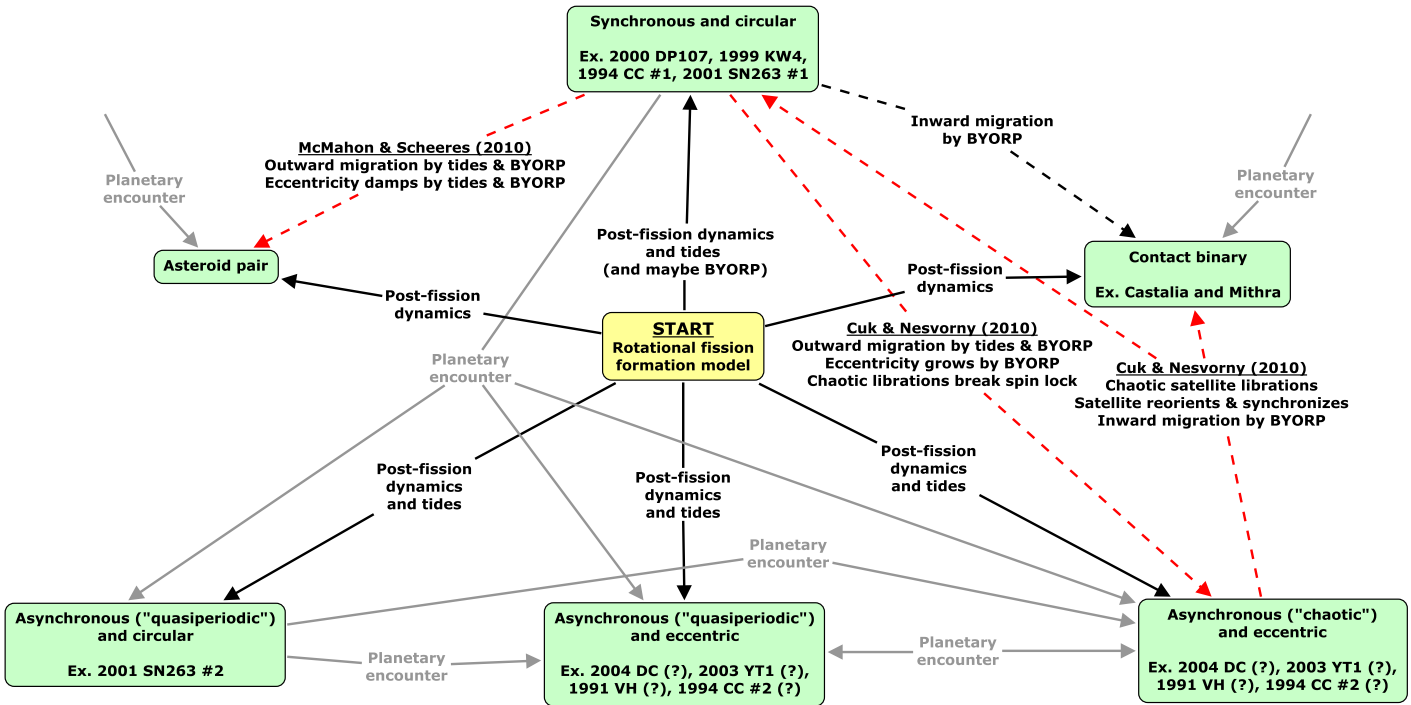 Synchronous and circular
Ex. 2000 DP107, 1999 KW4,
1994 CC #1, 2001 SN263 #1
McMahon & Scheeres (2010)
Outward migration by tides & BYORP
Eccentricity damps by tides & BYORP
Inward migration
by BYORP
Planetary
encounter
Planetary
encounter
Asteroid pair
Post-fission dynamics
and tides
(and maybe BYORP)
Contact binary
Ex. Castalia and Mithra
Post-fission
dynamics
Post-fission
dynamics
START
Rotational fission
formation model
Planetary
encounter
Cuk & Nesvorny (2010)
Outward migration by tides & BYORP
Eccentricity grows by BYORP
Chaotic librations break spin lock
Cuk & Nesvorny (2010)
Chaotic satellite librations
Satellite reorients & synchronizes
Inward migration by BYORP
Post-fission
dynamics
and tides
Post-fission
dynamics
and tides
Post-fission
dynamics
and tides
Planetary
encounter
Asynchronous ("quasiperiodic")
and circular
Ex. 2001 SN263 #2
Planetary
encounter
Asynchronous ("quasiperiodic")
and eccentric
Ex. 2004 DC (?), 2003 YT1 (?),
1991 VH (?), 1994 CC #2 (?)
Planetary
encounter
Asynchronous ("chaotic")
and eccentric
Ex. 2004 DC (?), 2003 YT1 (?),
1991 VH (?), 1994 CC #2 (?)